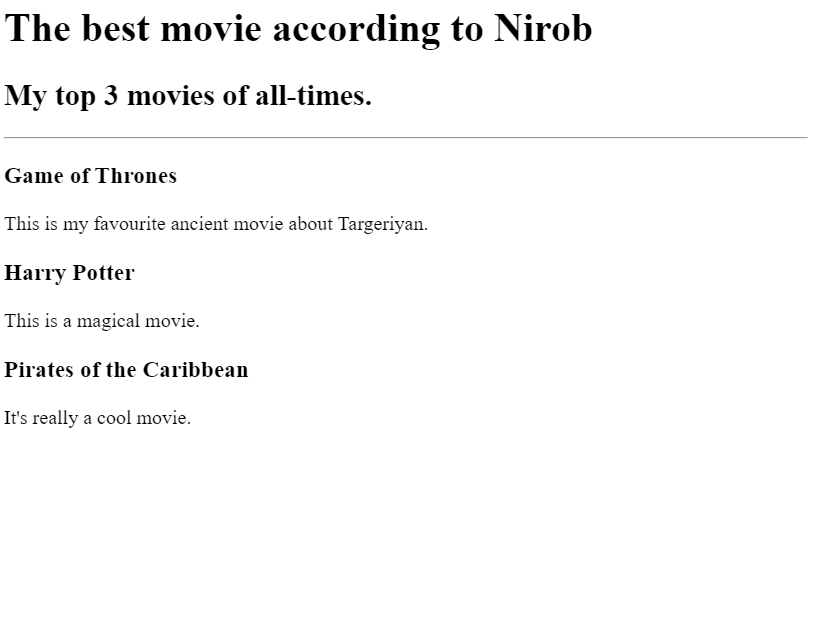 The best movie according to Nirob
My top 3 movies of all-times.
Game of Thrones
This is my favourite ancient movie about Targeriyan.
Harry Potter
This is a magical movie.
Pirates of the Caribbean
It's really a cool movie.